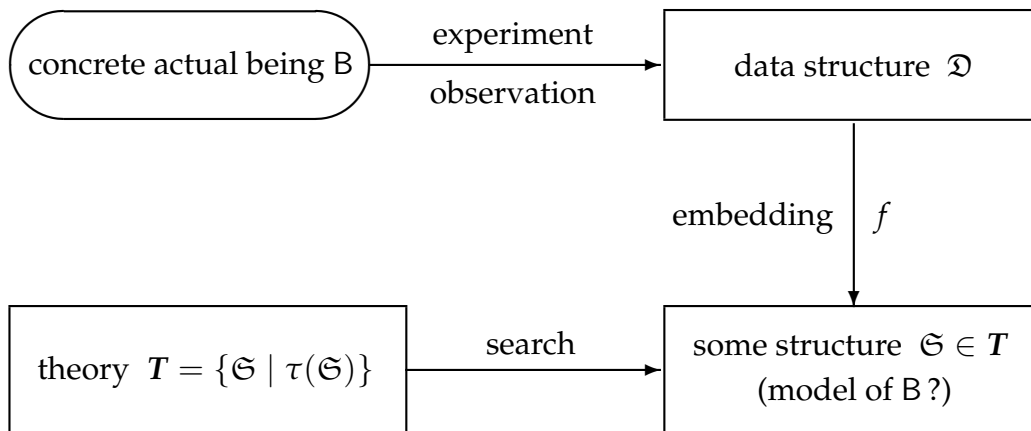 concrete actual being B
experiment
observation
data structure 𝔇
embedding f
theory T = {𝔖 | τ(𝔖)}
search
some structure 𝔖 ∈ T
(model of B ?)